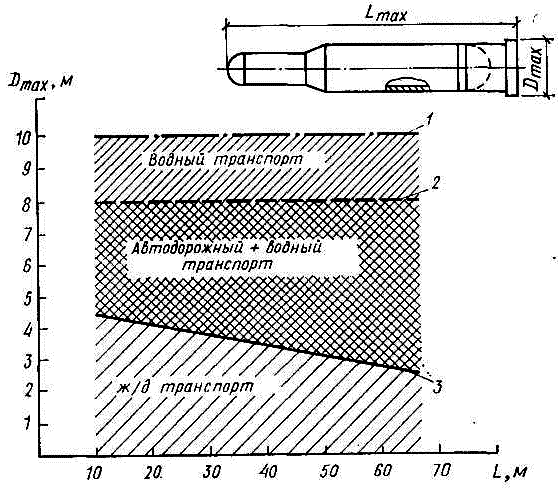 Lmax
Dmax
Dmax, м
10
9
8
7
6
5
4
3
2
1
1
2
3
Водный транспорт
Автодорожный + водный
транспорт
ж/д транспорт
10 20 30 40 50 60 70 L, м